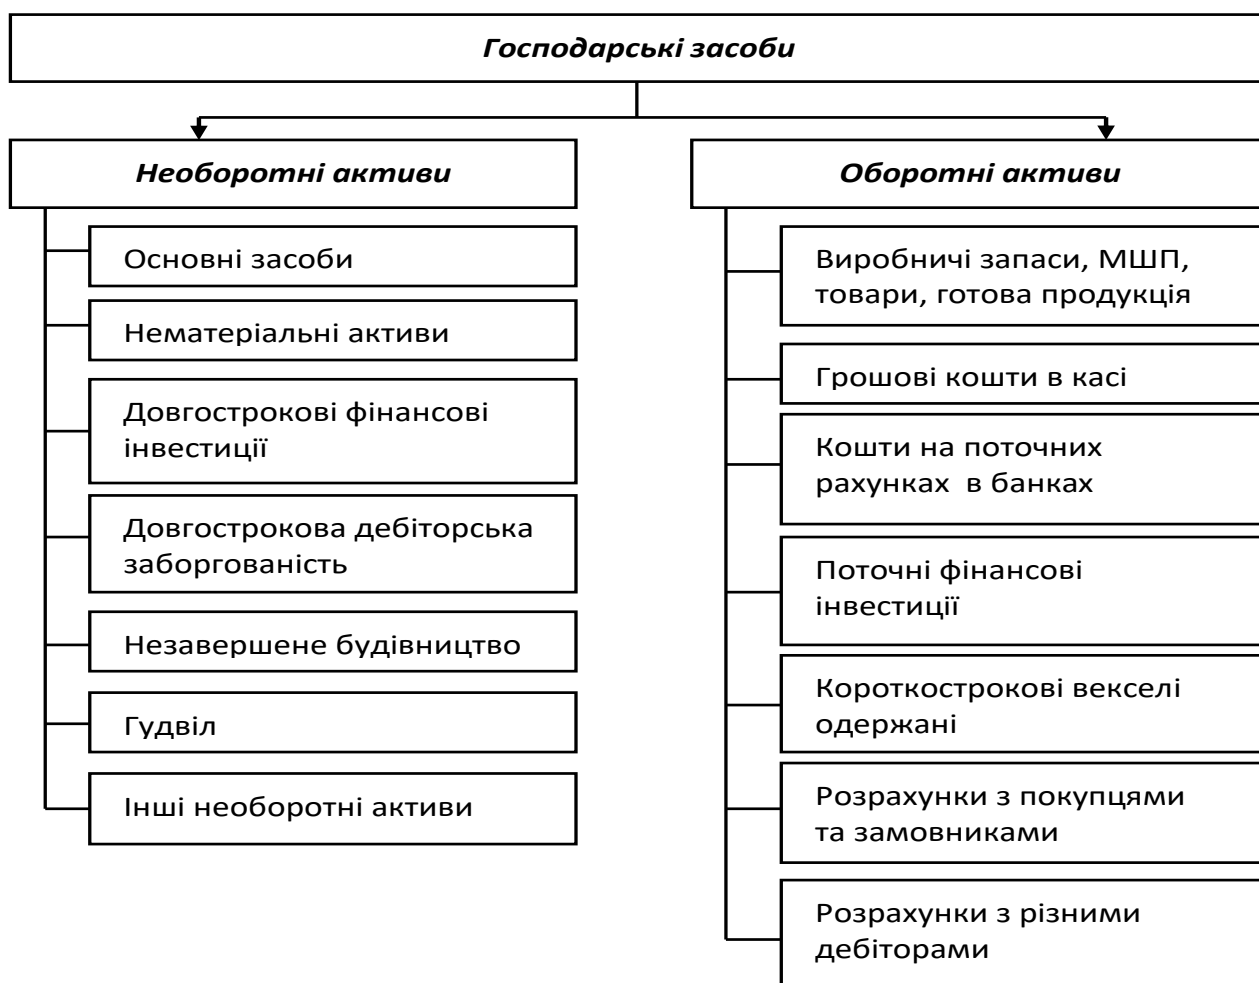 Господарські засоби
Необоротні активи
Основні засоби
Нематеріальні активи
Довгострокові фінансові
інвестиції
Довгострокова дебіторська
заборгованість
Незавершене будівництво
Гудвіл
Інші необоротні активи
Оборотні активи
Виробничі запаси, МШП,
товари, готова продукція
Грошові кошти в касі
Кошти на поточних
рахунках в банках
Поточні фінансові
інвестиції
Короткострокові векселі
одержані
Розрахунки з покупцями
та замовниками
Розрахунки з різними
дебіторами